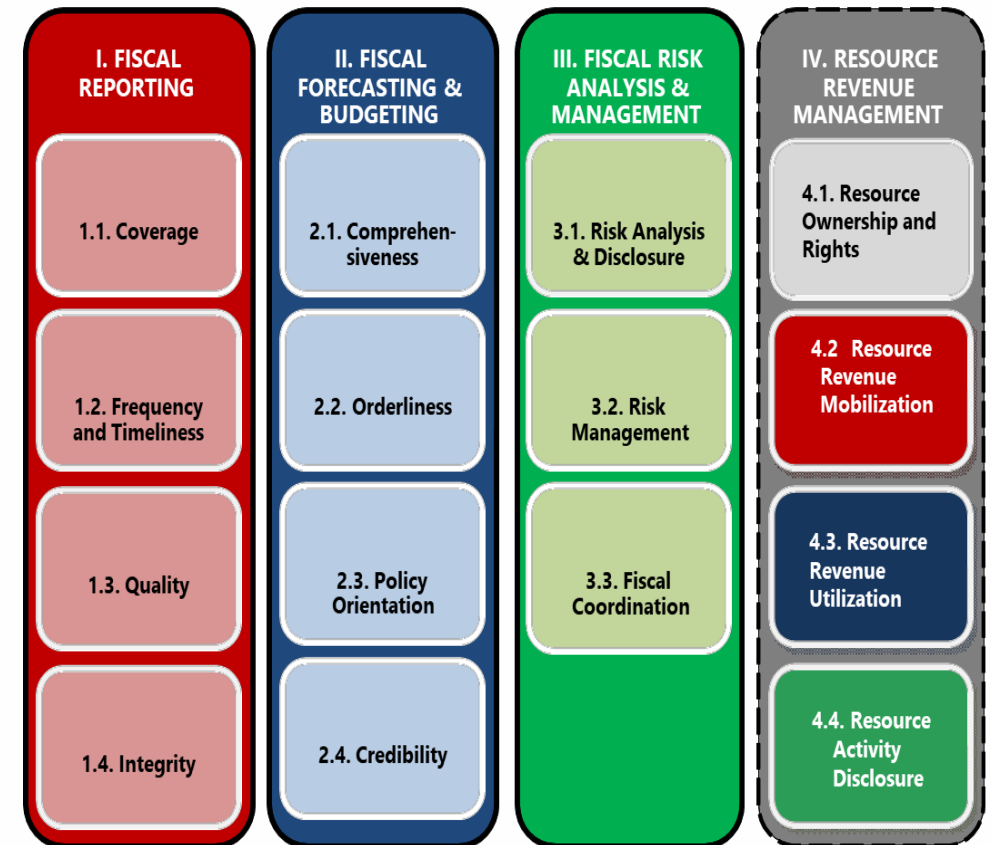 I. FISCAL
REPORTING
1.1. Coverage
1.2. Frequency
and Timeliness
1.3. Quality
1.4. Integrity
II. FISCAL
FORECASTING &
BUDGETING
2.1. Comprehen-
siveness
2.2. Orderliness
2.3. Policy
Orientation
2.4. Credibility
III. FISCAL RISK
ANALYSIS &
MANAGEMENT
3.1. Risk Analysis
& Disclosure
3.2. Risk
Management
3.3. Fiscal
Coordination
IV. RESOURCE
REVENUE
MANAGEMENT
4.1. Resource
Ownership and
Rights
4.2 Resource
Revenue
Mobilization
4.3. Resource
Revenue
Utilization
4.4. Resource
Activity
Disclosure